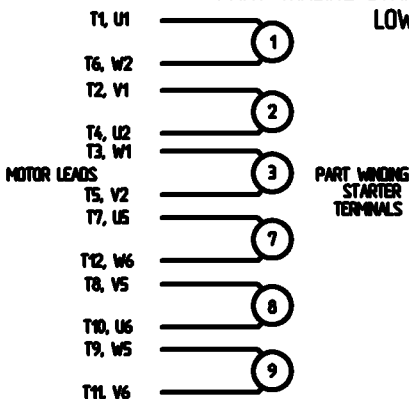 LOW
T1, U1
1
T6, W2
T2, V1
2
T4, U2
T3, W1
MOTOR LEADS
3
PART WINDING
STARTER
TERMINALS
T5, V2
T7, U5
7
T12, W6
T8, V5
8
T10, U6
T9, W5
9
T11, V6